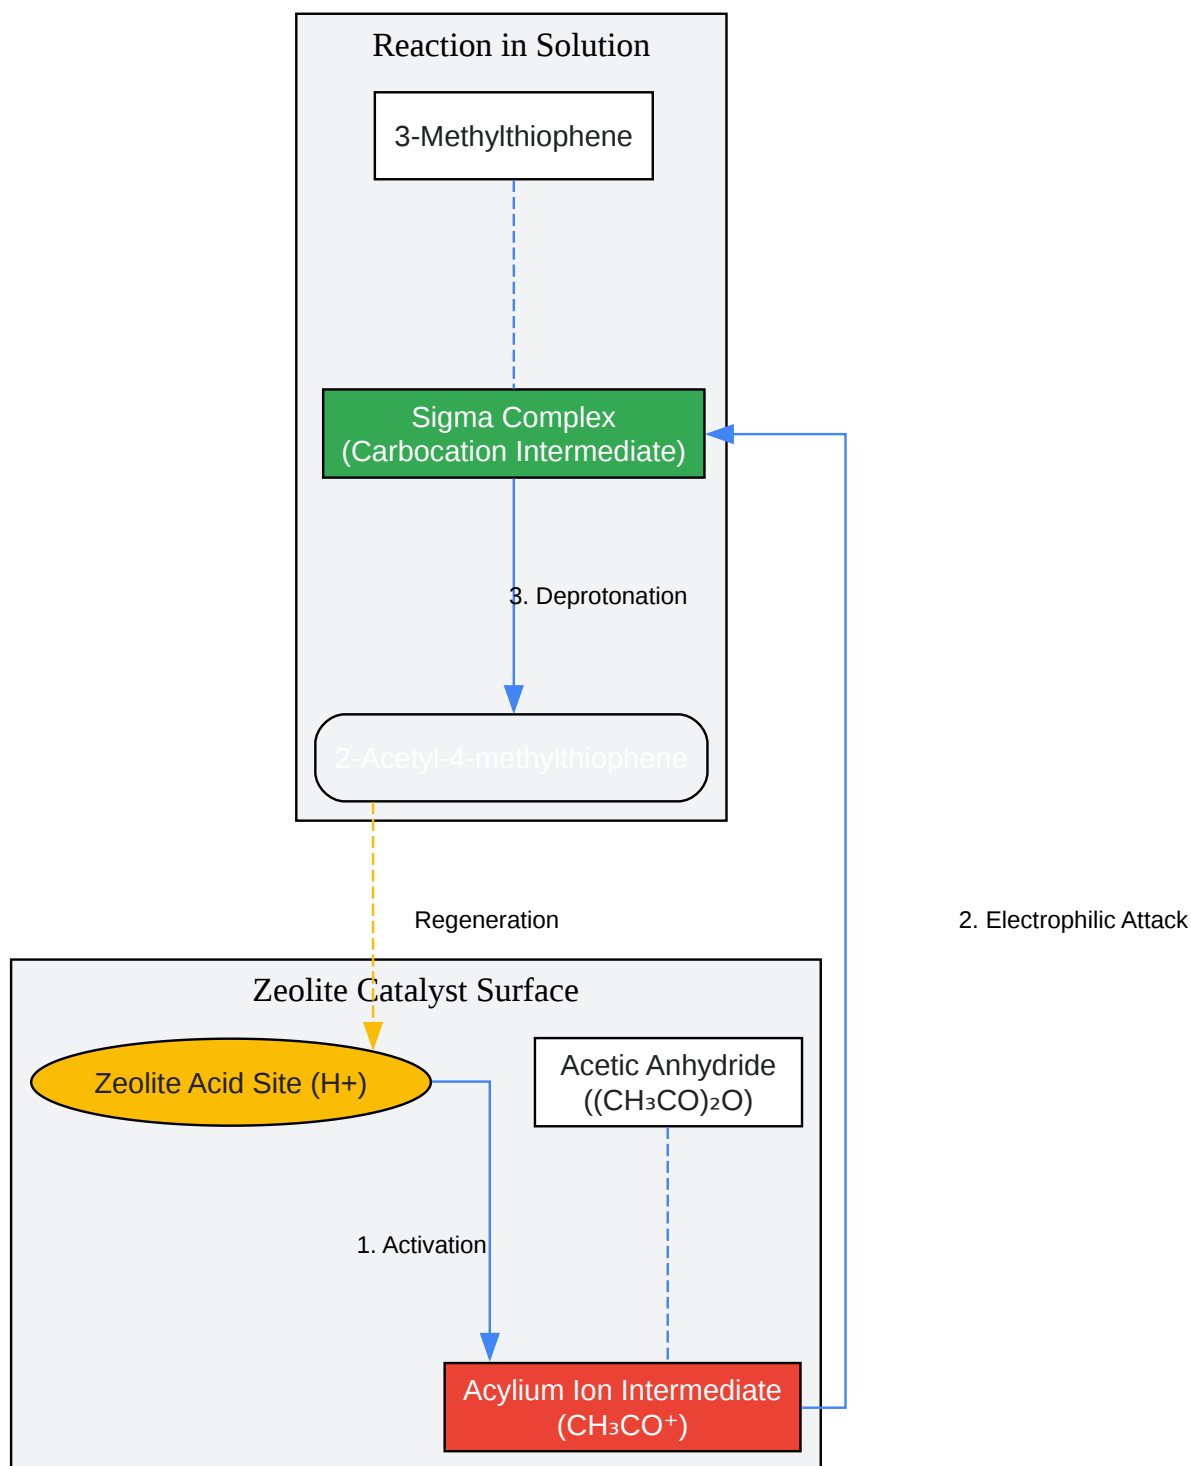 Reaction in Solution
3-Methylthiophene
Sigma Complex
(Carbocation Intermediate)
3. Deprotonation
2-Acetyl-4-methylthiophene
Regeneration
2. Electrophilic Attack
Zeolite Catalyst Surface
Zeolite Acid Site (H+)
Acetic Anhydride
((CH₃CO)₂O)
1. Activation
Acylium Ion Intermediate
(CH₃CO⁺)